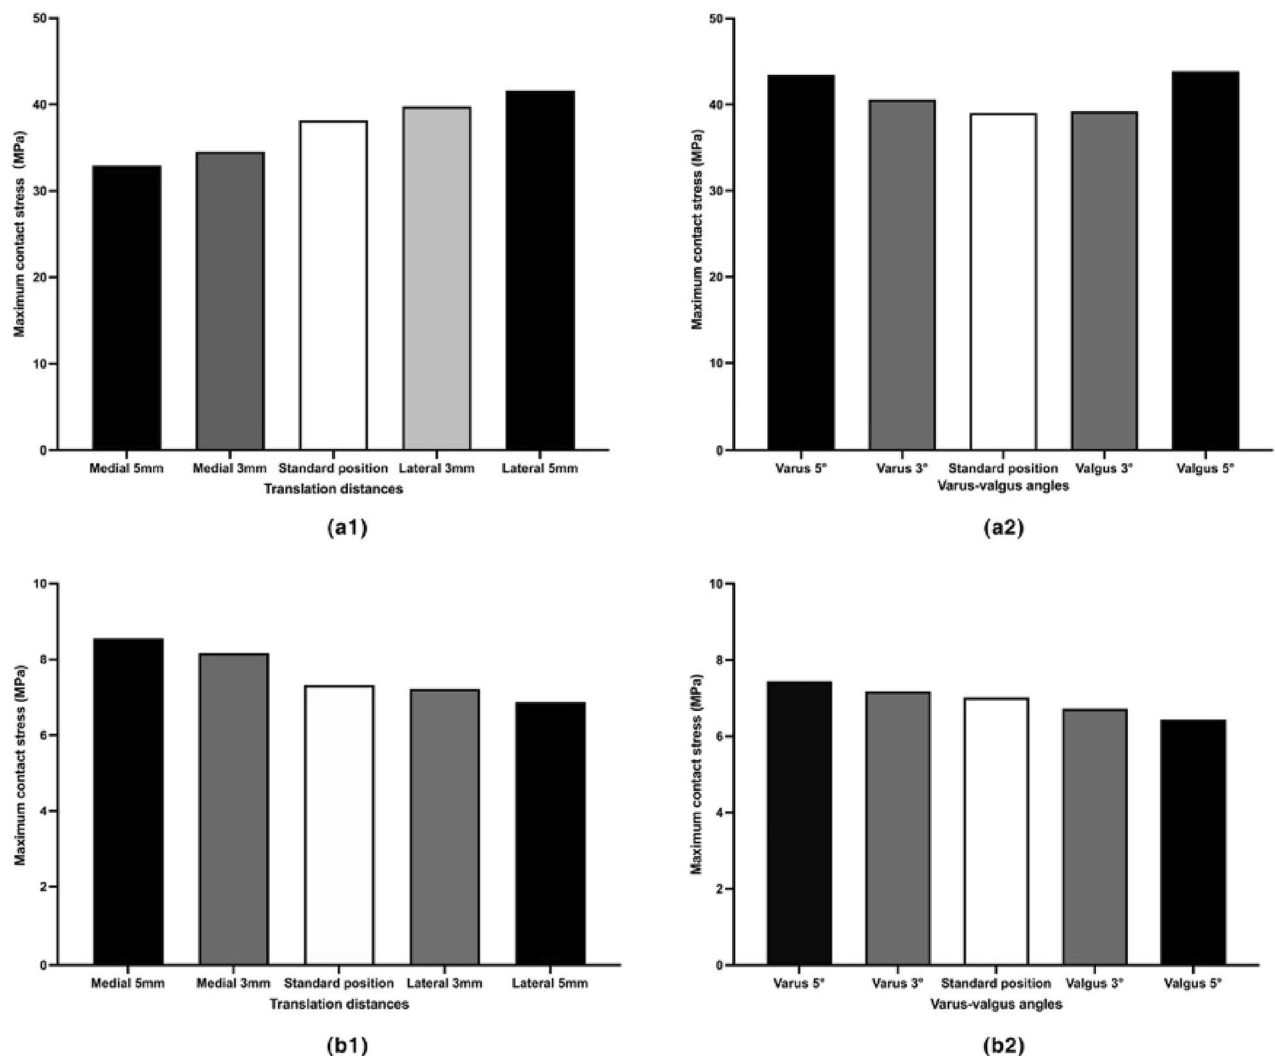 50
40
30
20
10
0
Maximum contact stress (MPa)
Medial 5mm Medial 3mm Standard position Lateral 3mm Lateral 5mm
Translation distances
(a1)
50
40
30
20
10
0
Maximum contact stress (MPa)
Varus 5° Varus 3° Standard position Valgus 3° Valgus 5°
Varus-valgus angles
(a2)
10
8
6
4
2
0
Maximum contact stress (MPa)
Medial 5mm Medial 3mm Standard position Lateral 3mm Lateral 5mm
Translation distances
(b1)
10
8
6
4
2
0
Maximum contact stress (MPa)
Varus 5° Varus 3° Standard position Valgus 3° Valgus 5°
Varus-valgus angles
(b2)